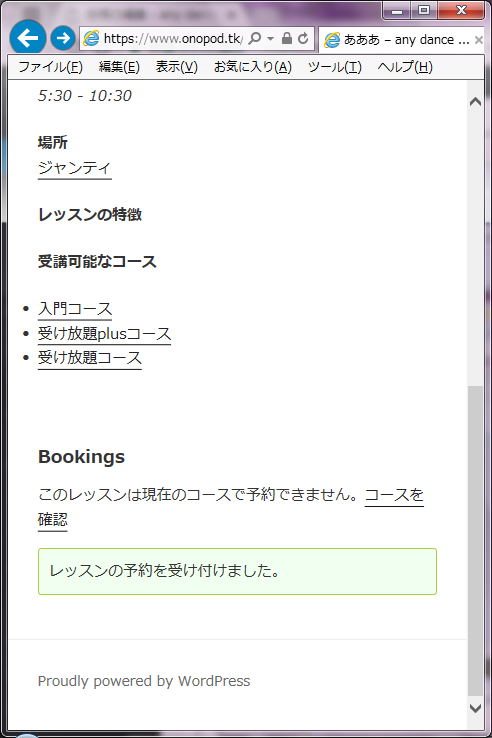 https://www.onopod.tk/
あああ – any dance ...
ファイル(F) 編集(E) 表示(V) お気に入り(A) ツール(T) ヘルプ(H)
5:30 - 10:30
場所
ジャンティ
レッスンの特徴
受講可能なコース
入門コース
受け放題plusコース
受け放題コース
Bookings
このレッスンは現在のコースで予約できません。コースを
確認
レッスンの予約を受け付けました。
Proudly powered by WordPress